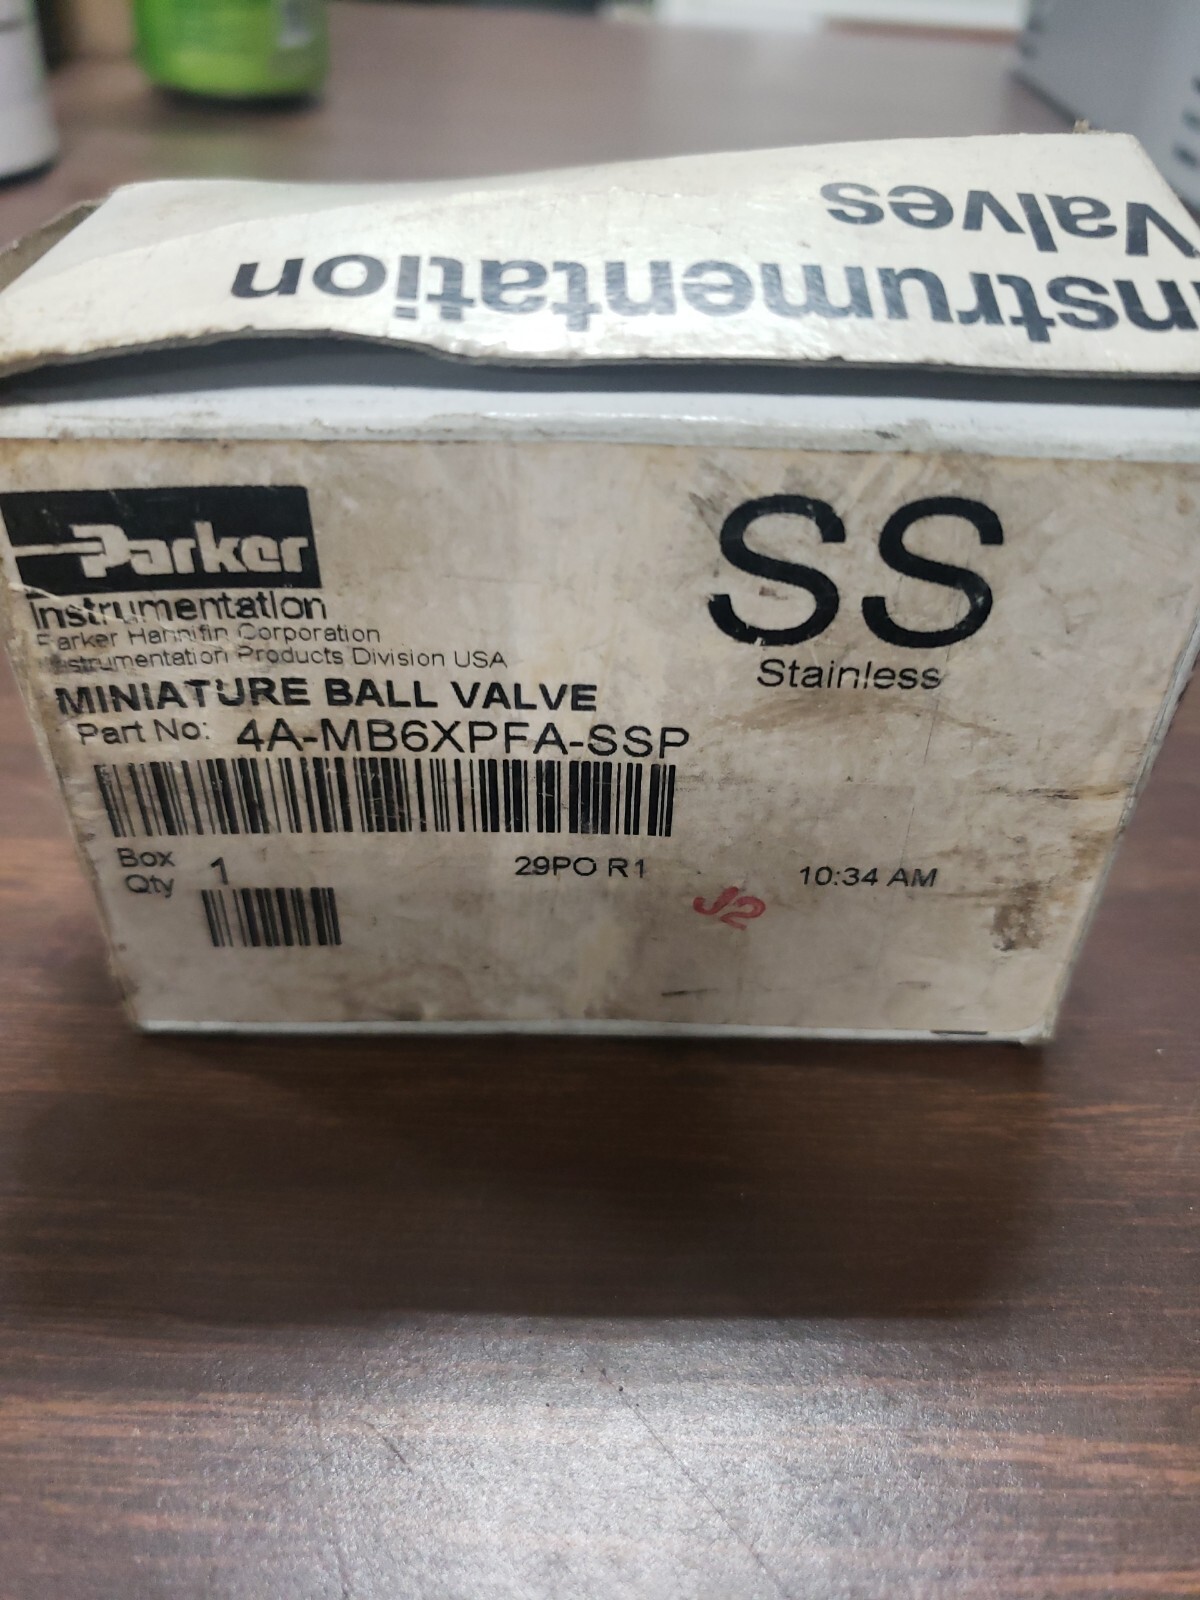 Valves
Instrumentation
Parker
Instrumentation
Parker Hannifin Corporation
Instrumentation Products Division USA
MINIATURE BALL VALVE
Part No: 4A-MB6XPFA-SSP
SS
Stainless
Box Qty 1
29PO R1
10:34 AM
J2